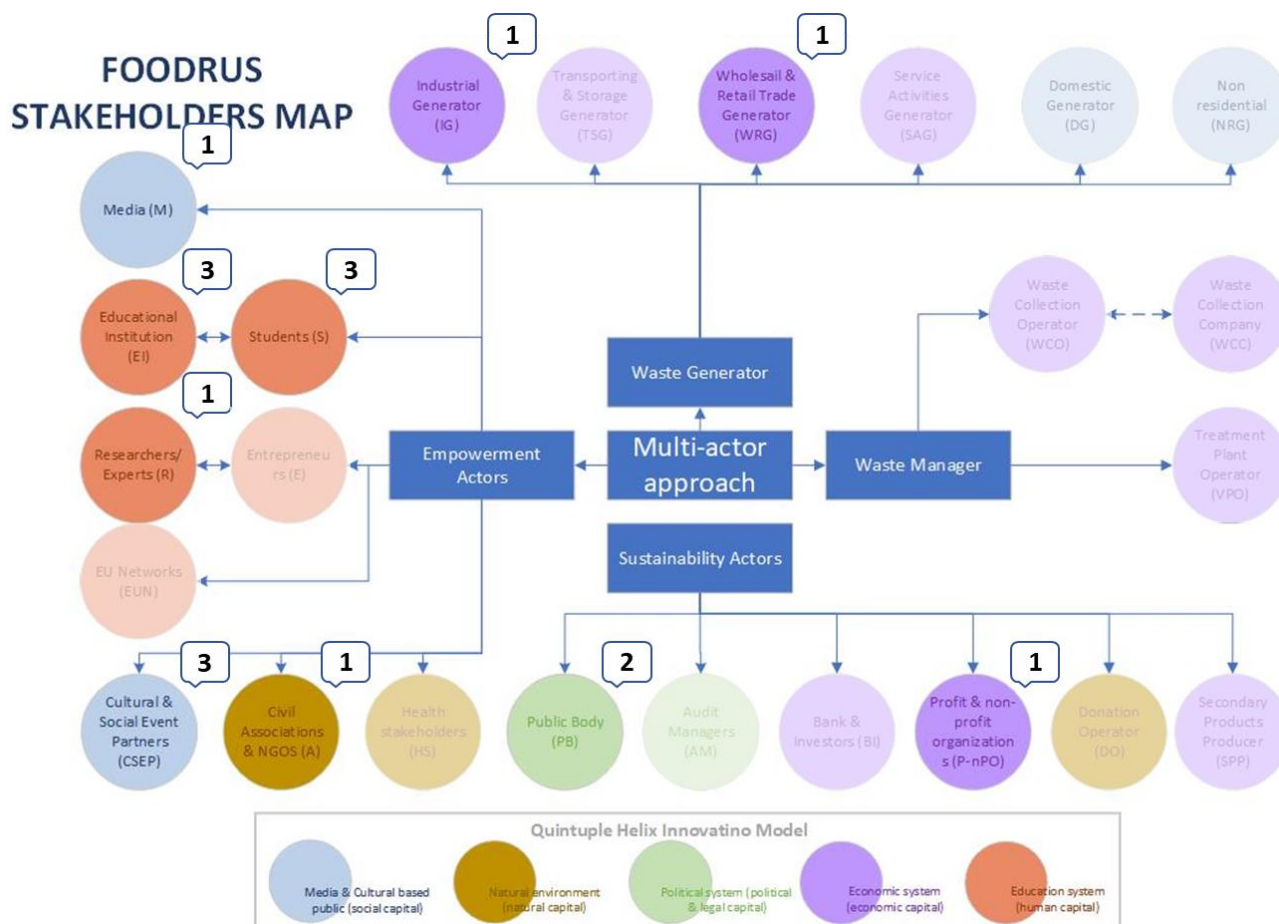 FOODRUS
STAKEHOLDERS MAP
1
1
Industrial
Generator
(IG)
Transporting
& Storage
Generator
(TSG)
Wholesail &
Retail Trade
Generator
(WRG)
Service
Activities
Generator
(SAG)
Domestic
Generator
(DG)
Non
residential
(NRG)
1
Media (M)
3
3
Educational
Institution
(EI)
Students (S)
Waste Collection
Operator
(WCO)
Waste
Collection
Company
(WCC)
Waste Generator
1
Researchers/
Experts (R)
Entrepreneu
rs (E)
Empowerment
Actors
Multi-actor
approach
Waste Manager
Treatment
Plant
Operator
(VPO)
EU Networks
(EUN)
Sustainability Actors
3
1
2
1
Cultural &
Social Event
Partners
(CSEP)
Civil
Associations
& NGOS (A)
Health
stakeholders
(HS)
Public Body
(PB)
Audit
Managers
(AM)
Bank &
Investors (BI)
Profit & non-
profit
organization
s (P-nPO)
Donation
Operator
(DO)
Secondary
Products
Producer
(SPP)
Quintuple Helix Innovatino Model
Media & Cultural based
public (social capital)
Natural environment
(natural capital)
Political system (political
& legal capital)
Economic system
(economic capital)
Education system
(human capital)